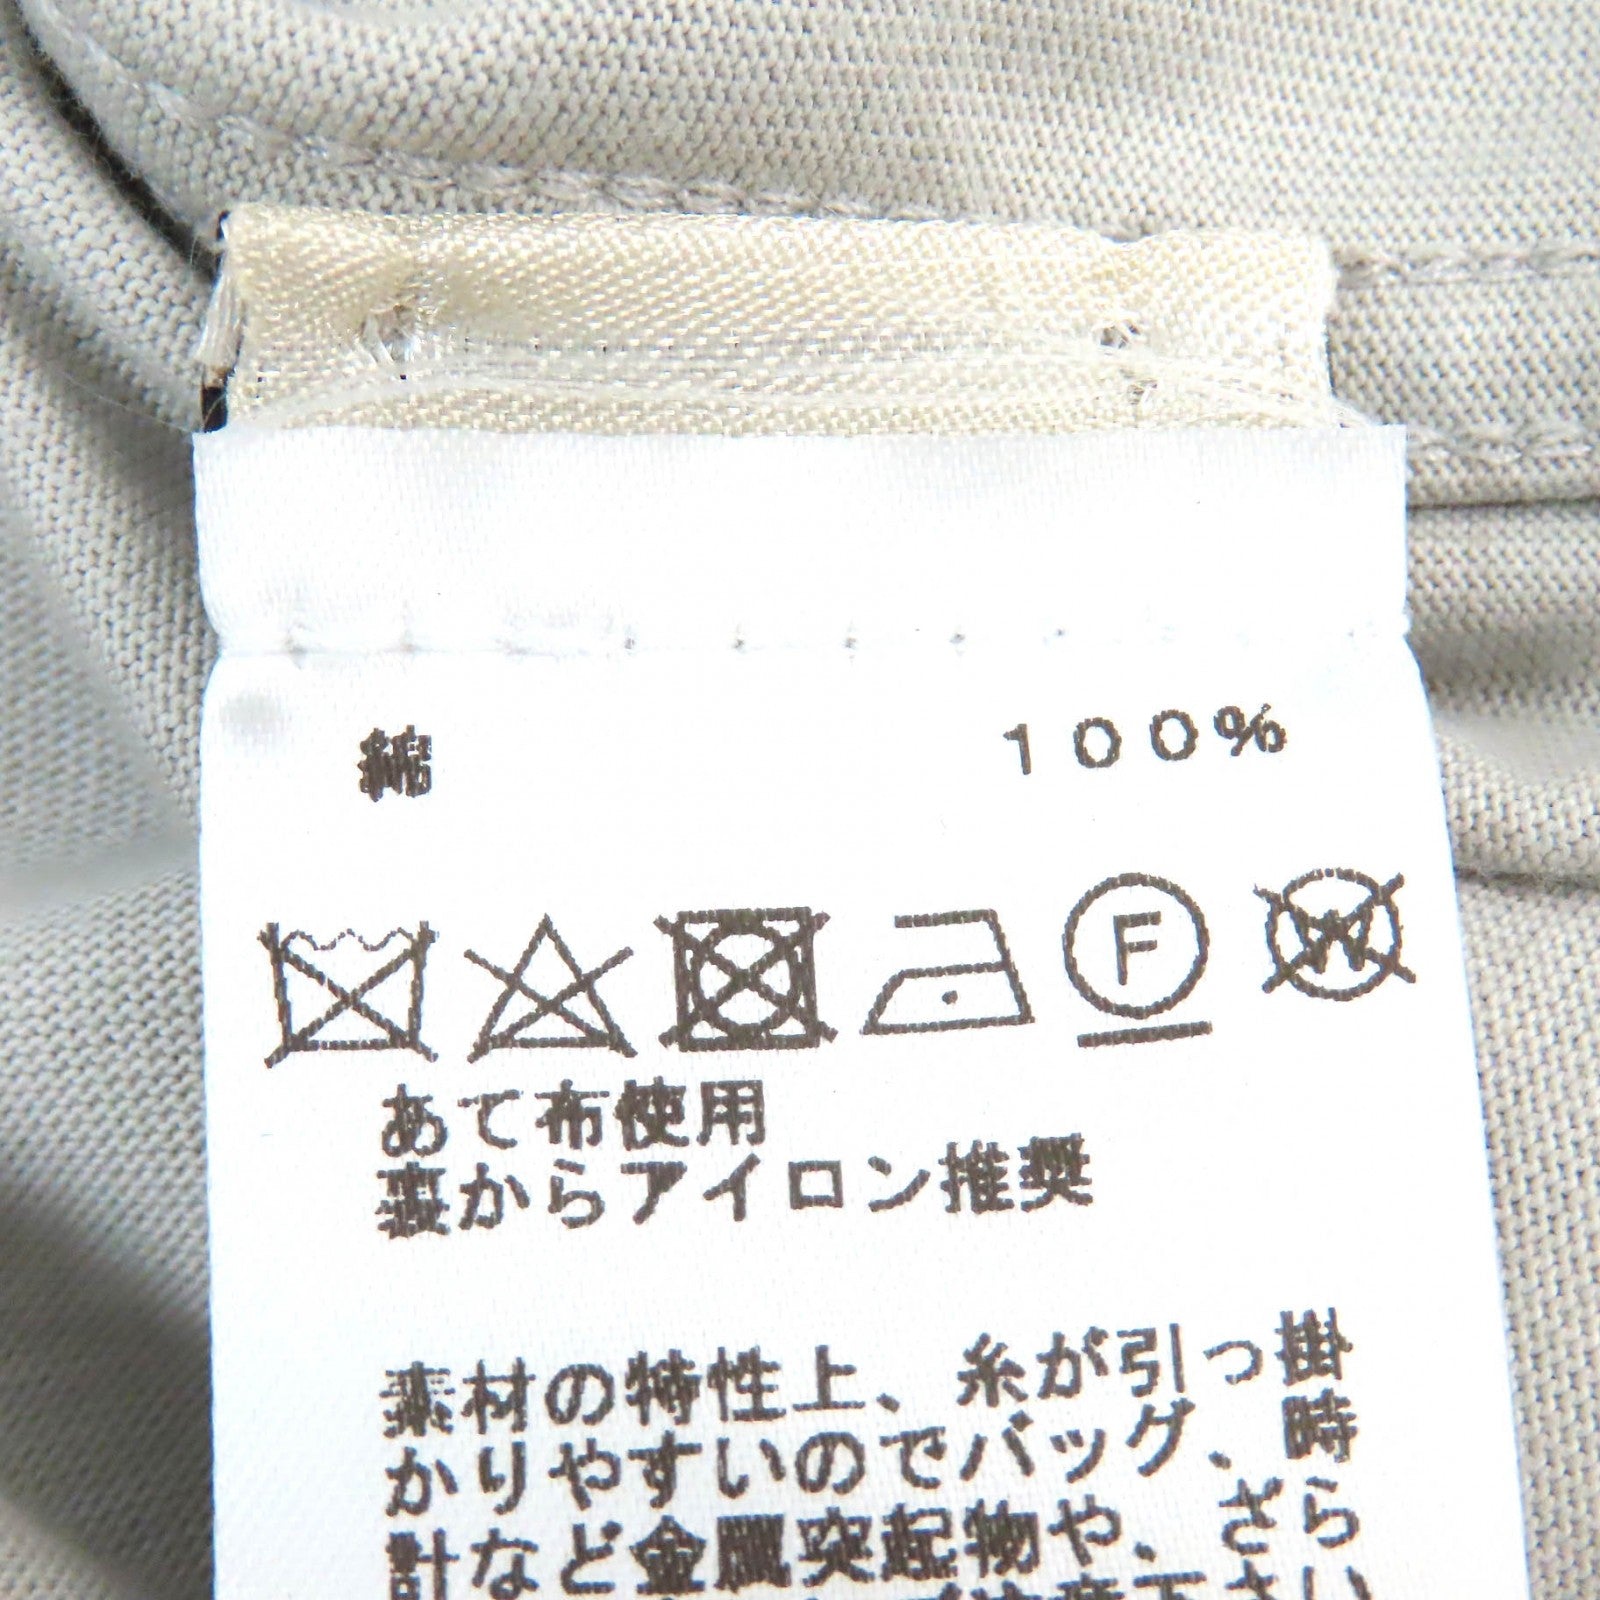 綿 100%
F W
あて布使用
裏からアイロン推奨
素材の特性上、糸が引っ掛
かりやすいのでバッグ、時
計など金属突起物や、ざら